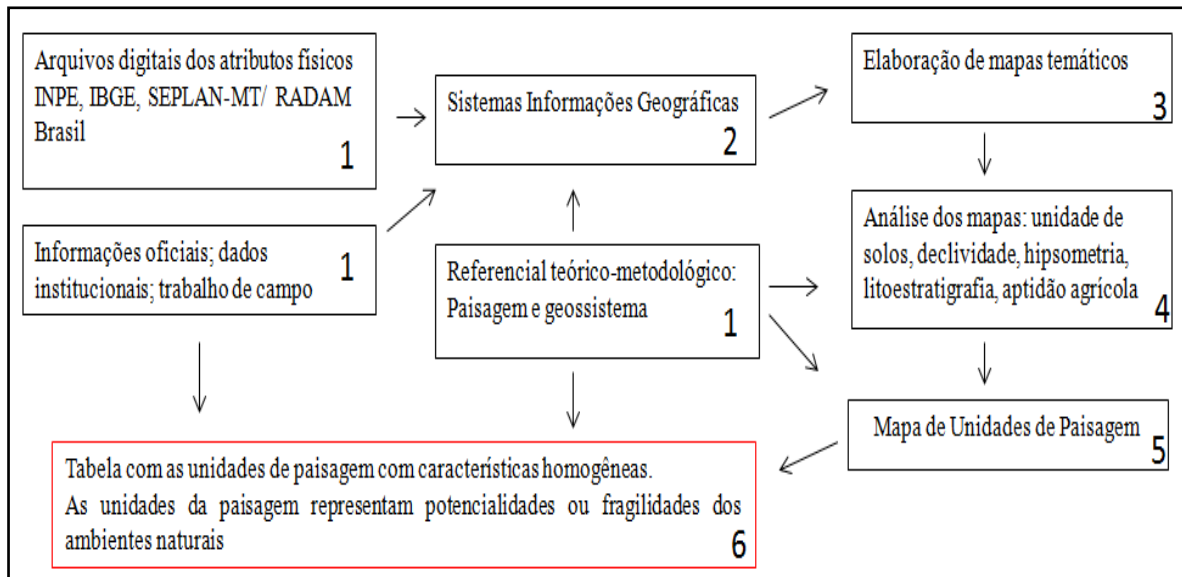 Arquivos digitais dos atributos físicos
INPE, IBGE, SEPLAN-MT/ RADAM
Brasil
1
Sistemas Informações Geográficas
2
Elaboração de mapas temáticos
3
Informações oficiais; dados
institucionais; trabalho de campo
1
Referencial teórico-metodológico:
Paisagem e geossistema
1
Análise dos mapas: unidade de
solos, declividade, hipsometria,
litoestratigrafia, aptidão agrícola
4
Mapa de Unidades de Paisagem
5
Tabela com as unidades de paisagem com características homogêneas.
As unidades da paisagem representam potencialidades ou fragilidades dos
ambientes naturais
6